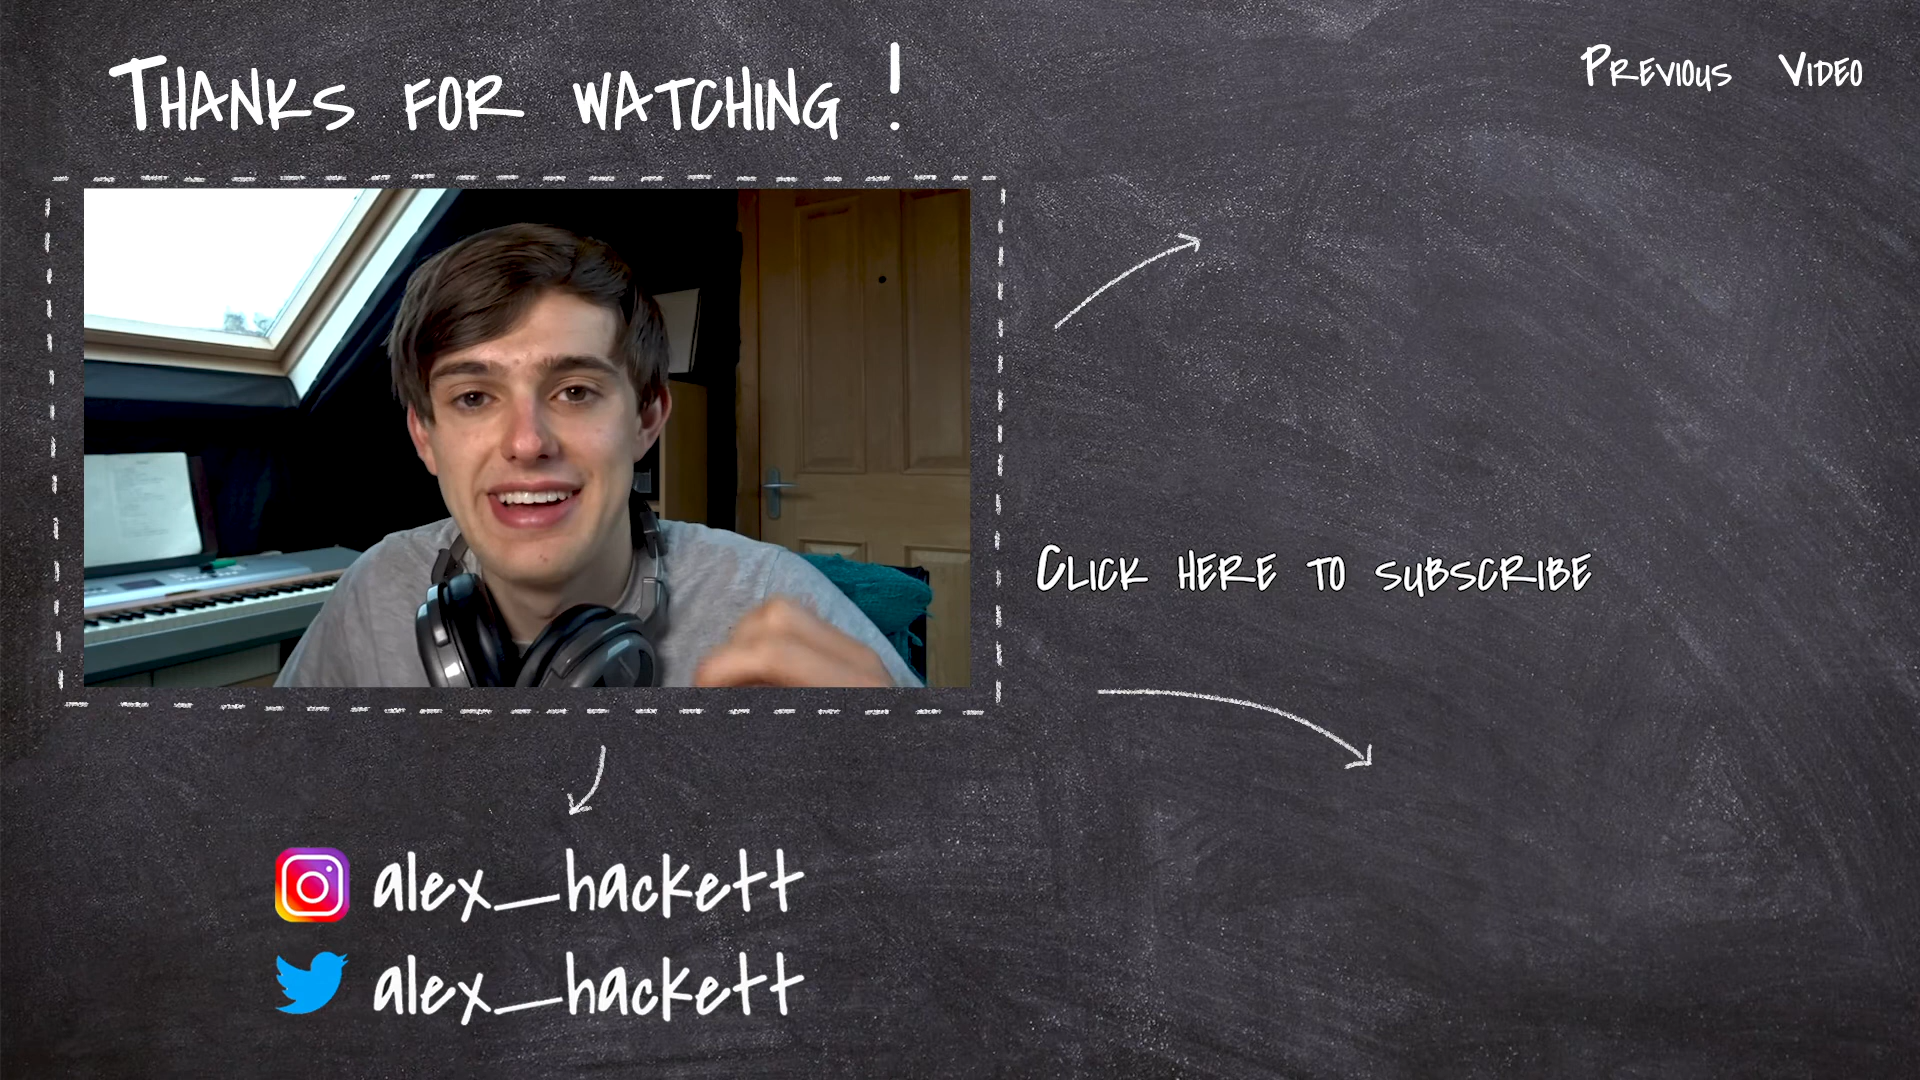 THANKS FOR WATCHING !
PREVIOUS VIDEO
CLICK HERE TO SUBSCRIBE
alex_hackett
alex_hackett